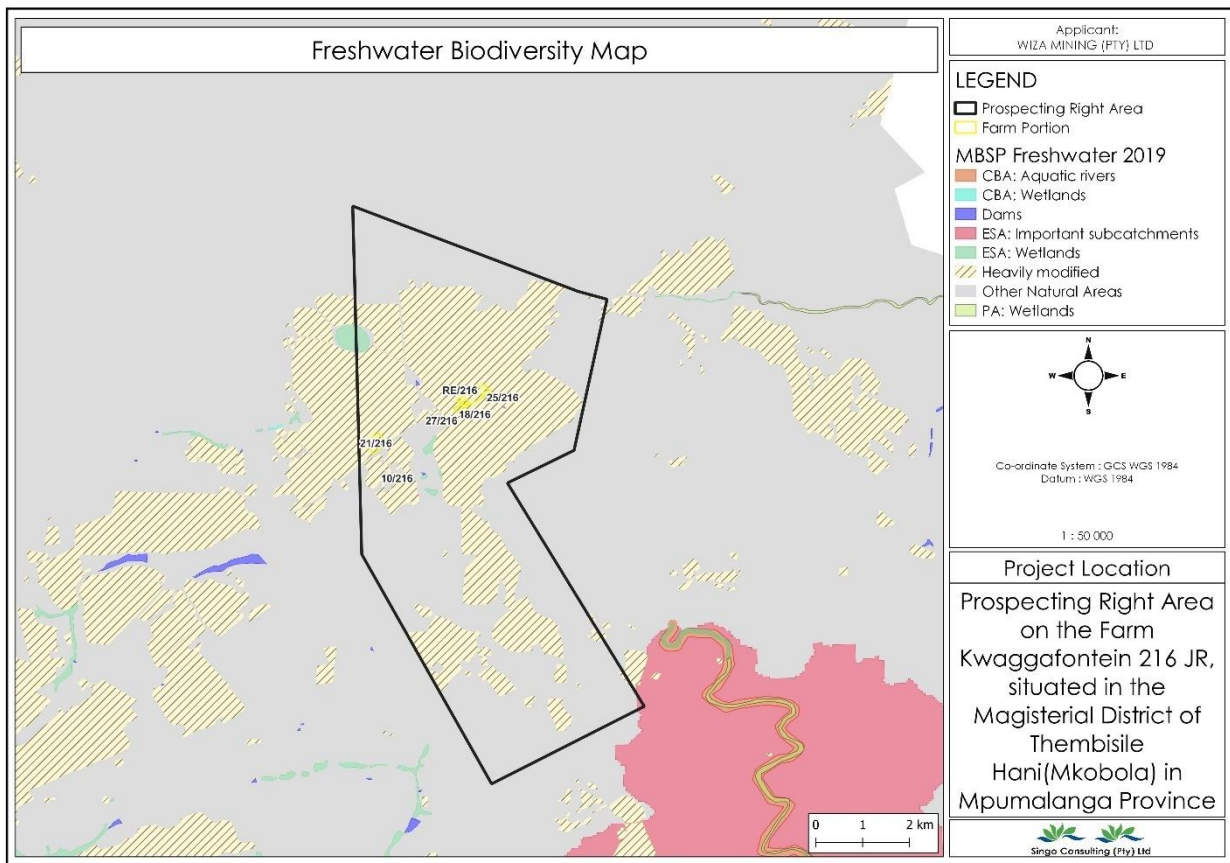 Freshwater Biodiversity Map
RE/216
25/216
18/216
27/216
21/216
10/216
0 1 2 km
Applicant:
WIZA MINING (PTY) LTD
LEGEND
Prospecting Right Area
Farm Portion
MBSP Freshwater 2019
CBA: Aquatic rivers
CBA: Wetlands
Dams
ESA: Important subcatchments
ESA: Wetlands
Heavily modified
Other Natural Areas
PA: Wetlands
N
W E
S
Co-ordinate System : GCS WGS 1984
Datum : WGS 1984
1 : 50 000
Project Location
Prospecting Right Area
on the Farm
Kwaggafontein 216 JR,
situated in the
Magisterial District of
Thembisile
Hani(Mkobola) in
Mpumalanga Province
Singo Consulting (Pty) Ltd